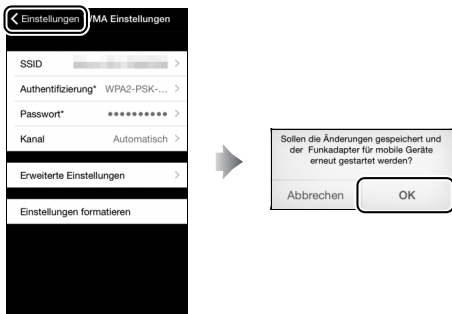 Einstellungen WMA Einstellungen
SSID
Authentifizierung* WPA2-PSK-...
Passwort* ●●●●●●●●●●
Kanal Automatisch
Erweiterte Einstellungen
Einstellungen formatieren
Sollen die Änderungen gespeichert und
der Funkadapter für mobile Geräte
erneut gestartet werden?
Abbrechen OK